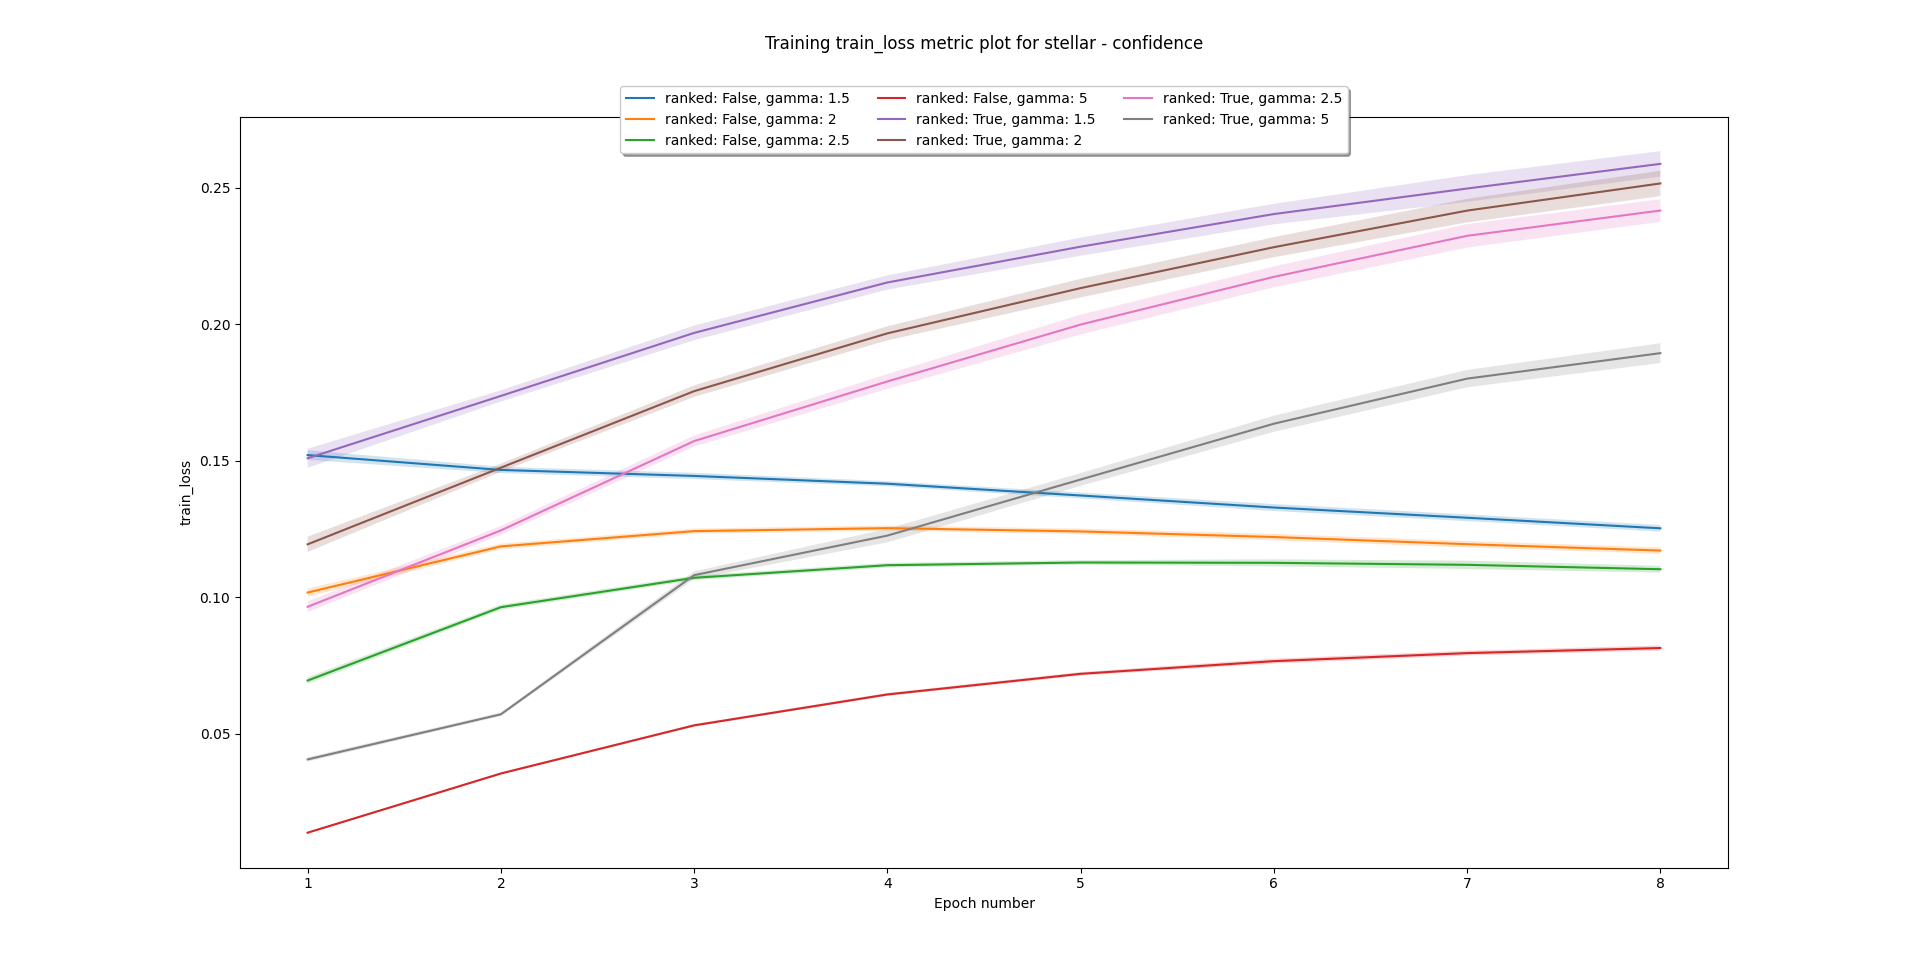 Training train_loss metric plot for stellar - confidence
ranked: False, gamma: 1.5
ranked: False, gamma: 2
ranked: False, gamma: 2.5
ranked: False, gamma: 5
ranked: True, gamma: 1.5
ranked: True, gamma: 2
ranked: True, gamma: 2.5
ranked: True, gamma: 5
0.25
0.20
0.15
0.10
0.05
train_loss
1 2 3 4 5 6 7 8
Epoch number